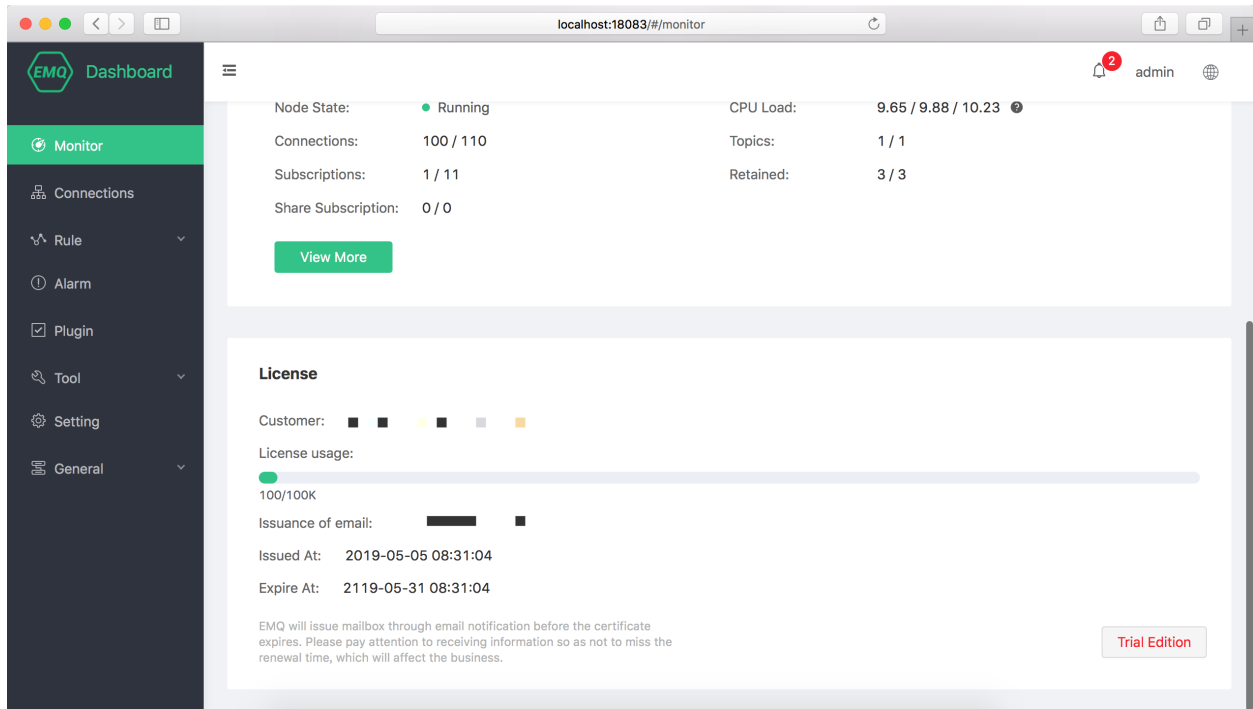 localhost:18083/#/monitor
EMQ Dashboard
2
admin
Monitor
Connections
Rule
Alarm
Plugin
Tool
Setting
General
Node State: Running CPU Load: 9.65 / 9.88 / 10.23
Connections: 100 / 110 Topics: 1 / 1
Subscriptions: 1 / 11 Retained: 3 / 3
Share Subscription: 0 / 0
View More
License
Customer:
License usage:
100/100K
Issuance of email:
Issued At: 2019-05-05 08:31:04
Expire At: 2119-05-31 08:31:04
EMQ will issue mailbox through email notification before the certificate
expires. Please pay attention to receiving information so as not to miss the
renewal time, which will affect the business.
Trial Edition